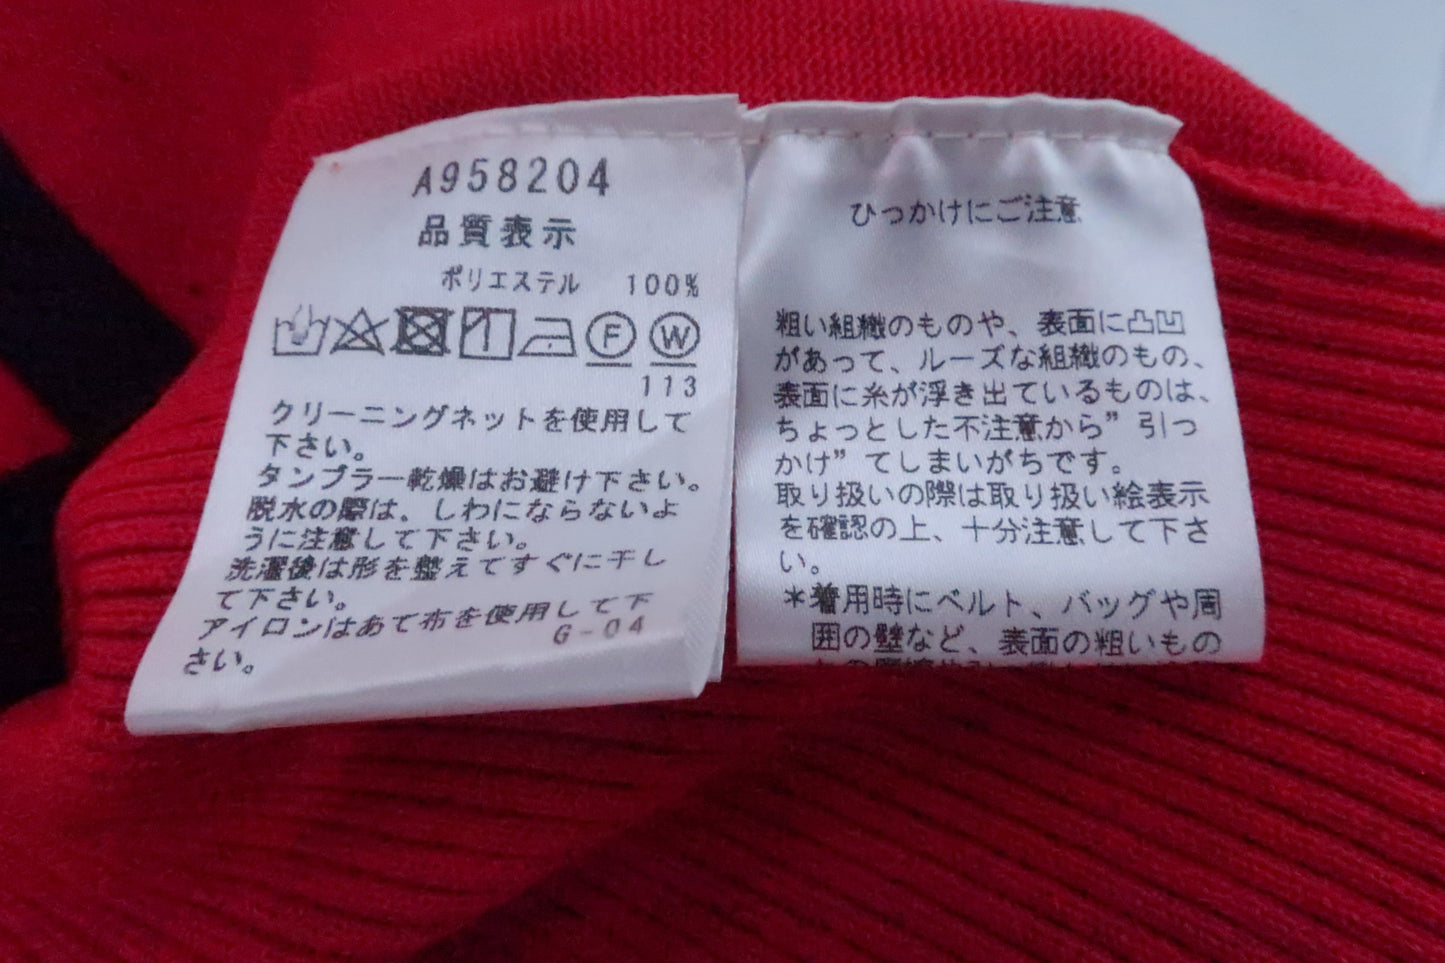 A958204
品質表示
ポリエステル 100%
F W
113
クリーニングネットを使用して
下さい。
タンブラー乾燥はお避け下さい。
脱水の際は、しわにならないよ
うに注意して下さい。
洗濯後は形を整えてすぐに干し
て下さい。
アイロンはあて布を使用して下
さい。
G-04
ひっかけにご注意
粗い組織のものや、表面に凸凹
があって、ルーズな組織のもの、
表面に糸が浮き出ているものは、
ちょっとした不注意から”引っ
かけ”てしまいがちです。
取り扱いの際は取り扱い絵表示
を確認の上、十分注意して下さ
い。
*着用時にベルト、バッグや周
囲の壁など、表面の粗いもの